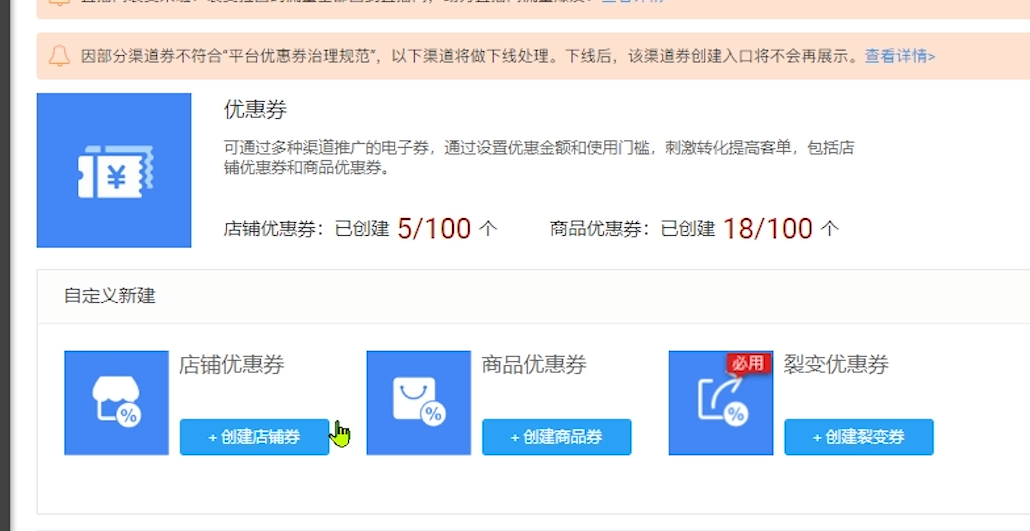 因部分渠道券不符合“平台优惠券治理规范”，以下渠道将做下线处理。下线后，该渠道券创建入口将不会再展示。查看详情>
优惠券
可通过多种渠道推广的电子券，通过设置优惠金额和使用门槛，刺激转化提高客单，包括店
铺优惠券和商品优惠券。
¥
店铺优惠券：已创建 5/100 个 商品优惠券：已创建 18/100 个
自定义新建
店铺优惠券
%
+ 创建店铺券
商品优惠券
%
+ 创建商品券
必用
裂变优惠券
%
+ 创建裂变券